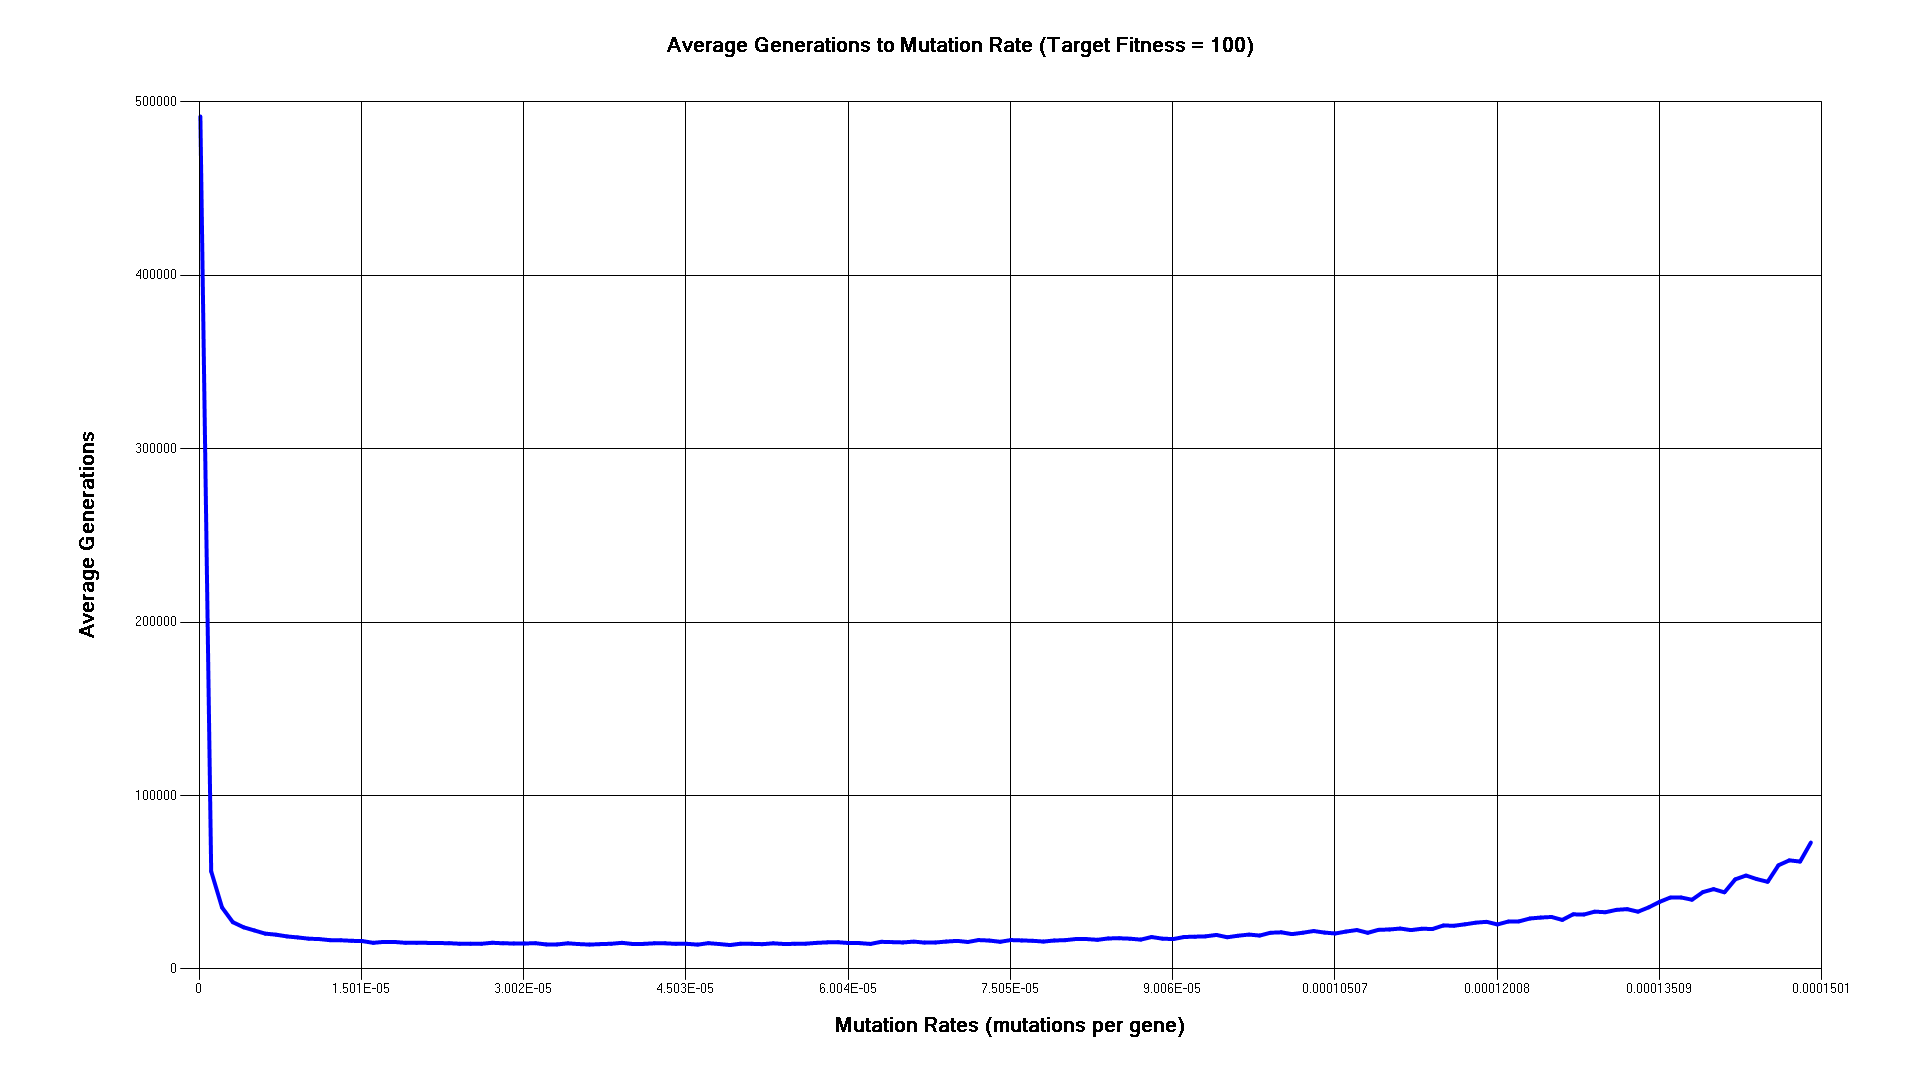 Average Generations to Mutation Rate (Target Fitness = 100)
500000
400000
300000
200000
100000
0
Average Generations
0 1.501E-05 3.002E-05 4.503E-05 6.004E-05 7.505E-05 9.006E-05 0.00010507 0.00012008 0.00013509 0.0001501
Mutation Rates (mutations per gene)